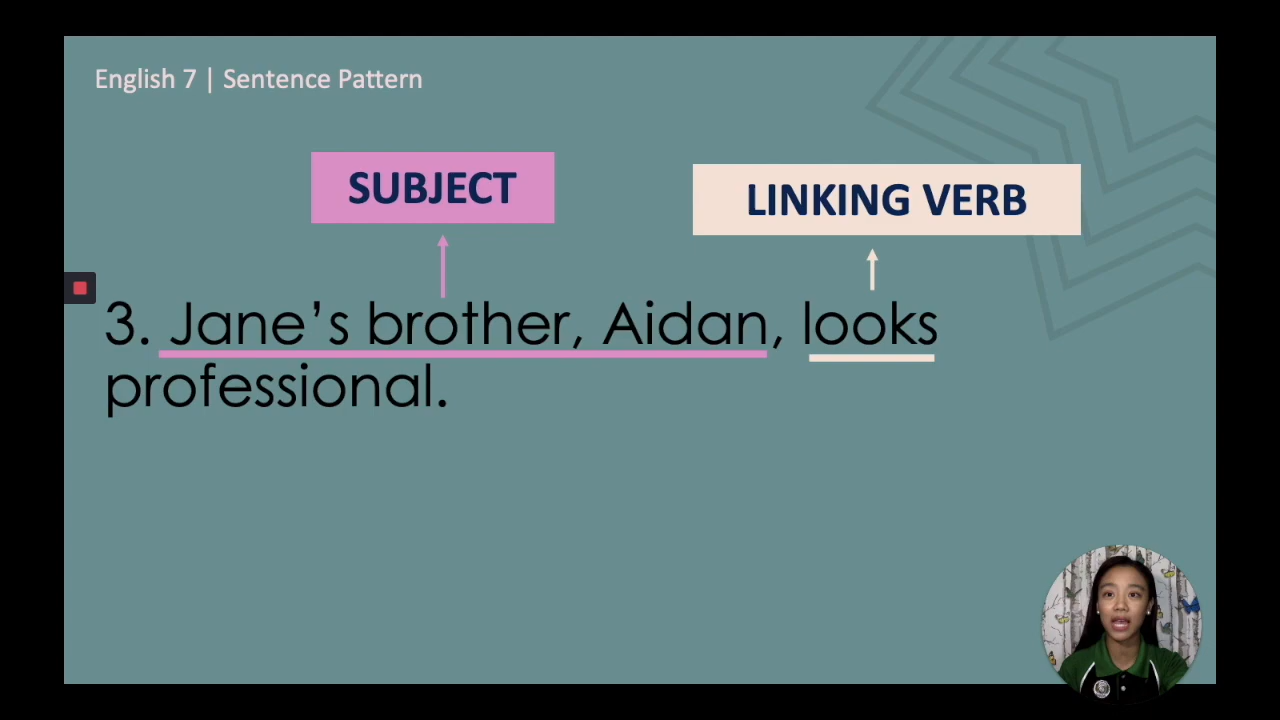 English 7 | Sentence Pattern
SUBJECT
LINKING VERB
3. Jane’s brother, Aidan, looks
professional.